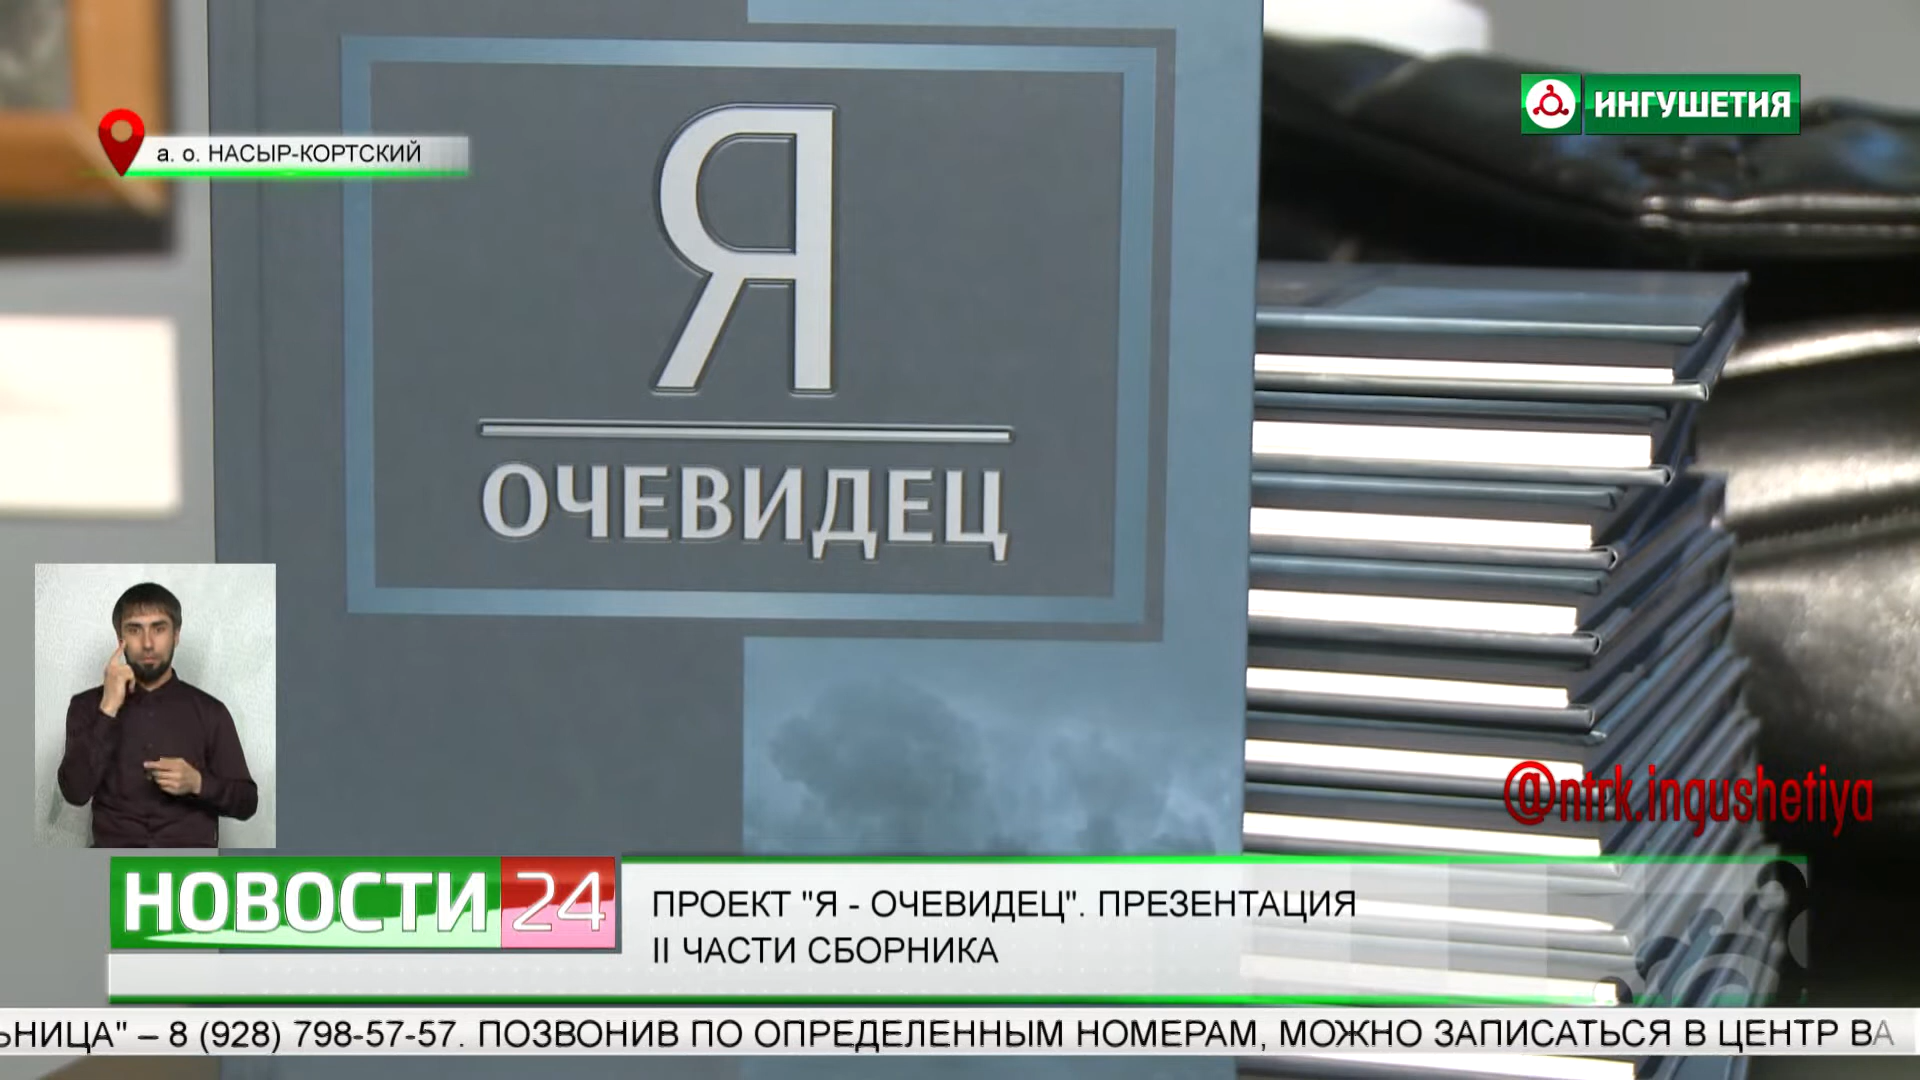 Я
ОЧЕВИДЕЦ
ИНГУШЕТИЯ
а. о. НАСЫР-КОРТСКИЙ
@ntrk.ingushetiya
НОВОСТИ 24
ПРОЕКТ "Я - ОЧЕВИДЕЦ". ПРЕЗЕНТАЦИЯ
II ЧАСТИ СБОРНИКА
ЬНИЦА" – 8 (928) 798-57-57. ПОЗВОНИВ ПО ОПРЕДЕЛЕННЫМ НОМЕРАМ, МОЖНО ЗАПИСАТЬСЯ В ЦЕНТР ВА